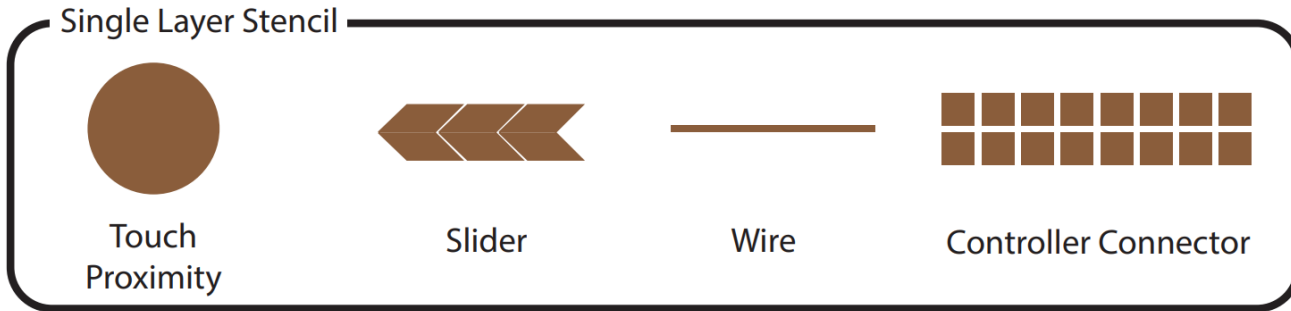 Single Layer Stencil
Touch
Proximity
Slider
Wire
Controller Connector